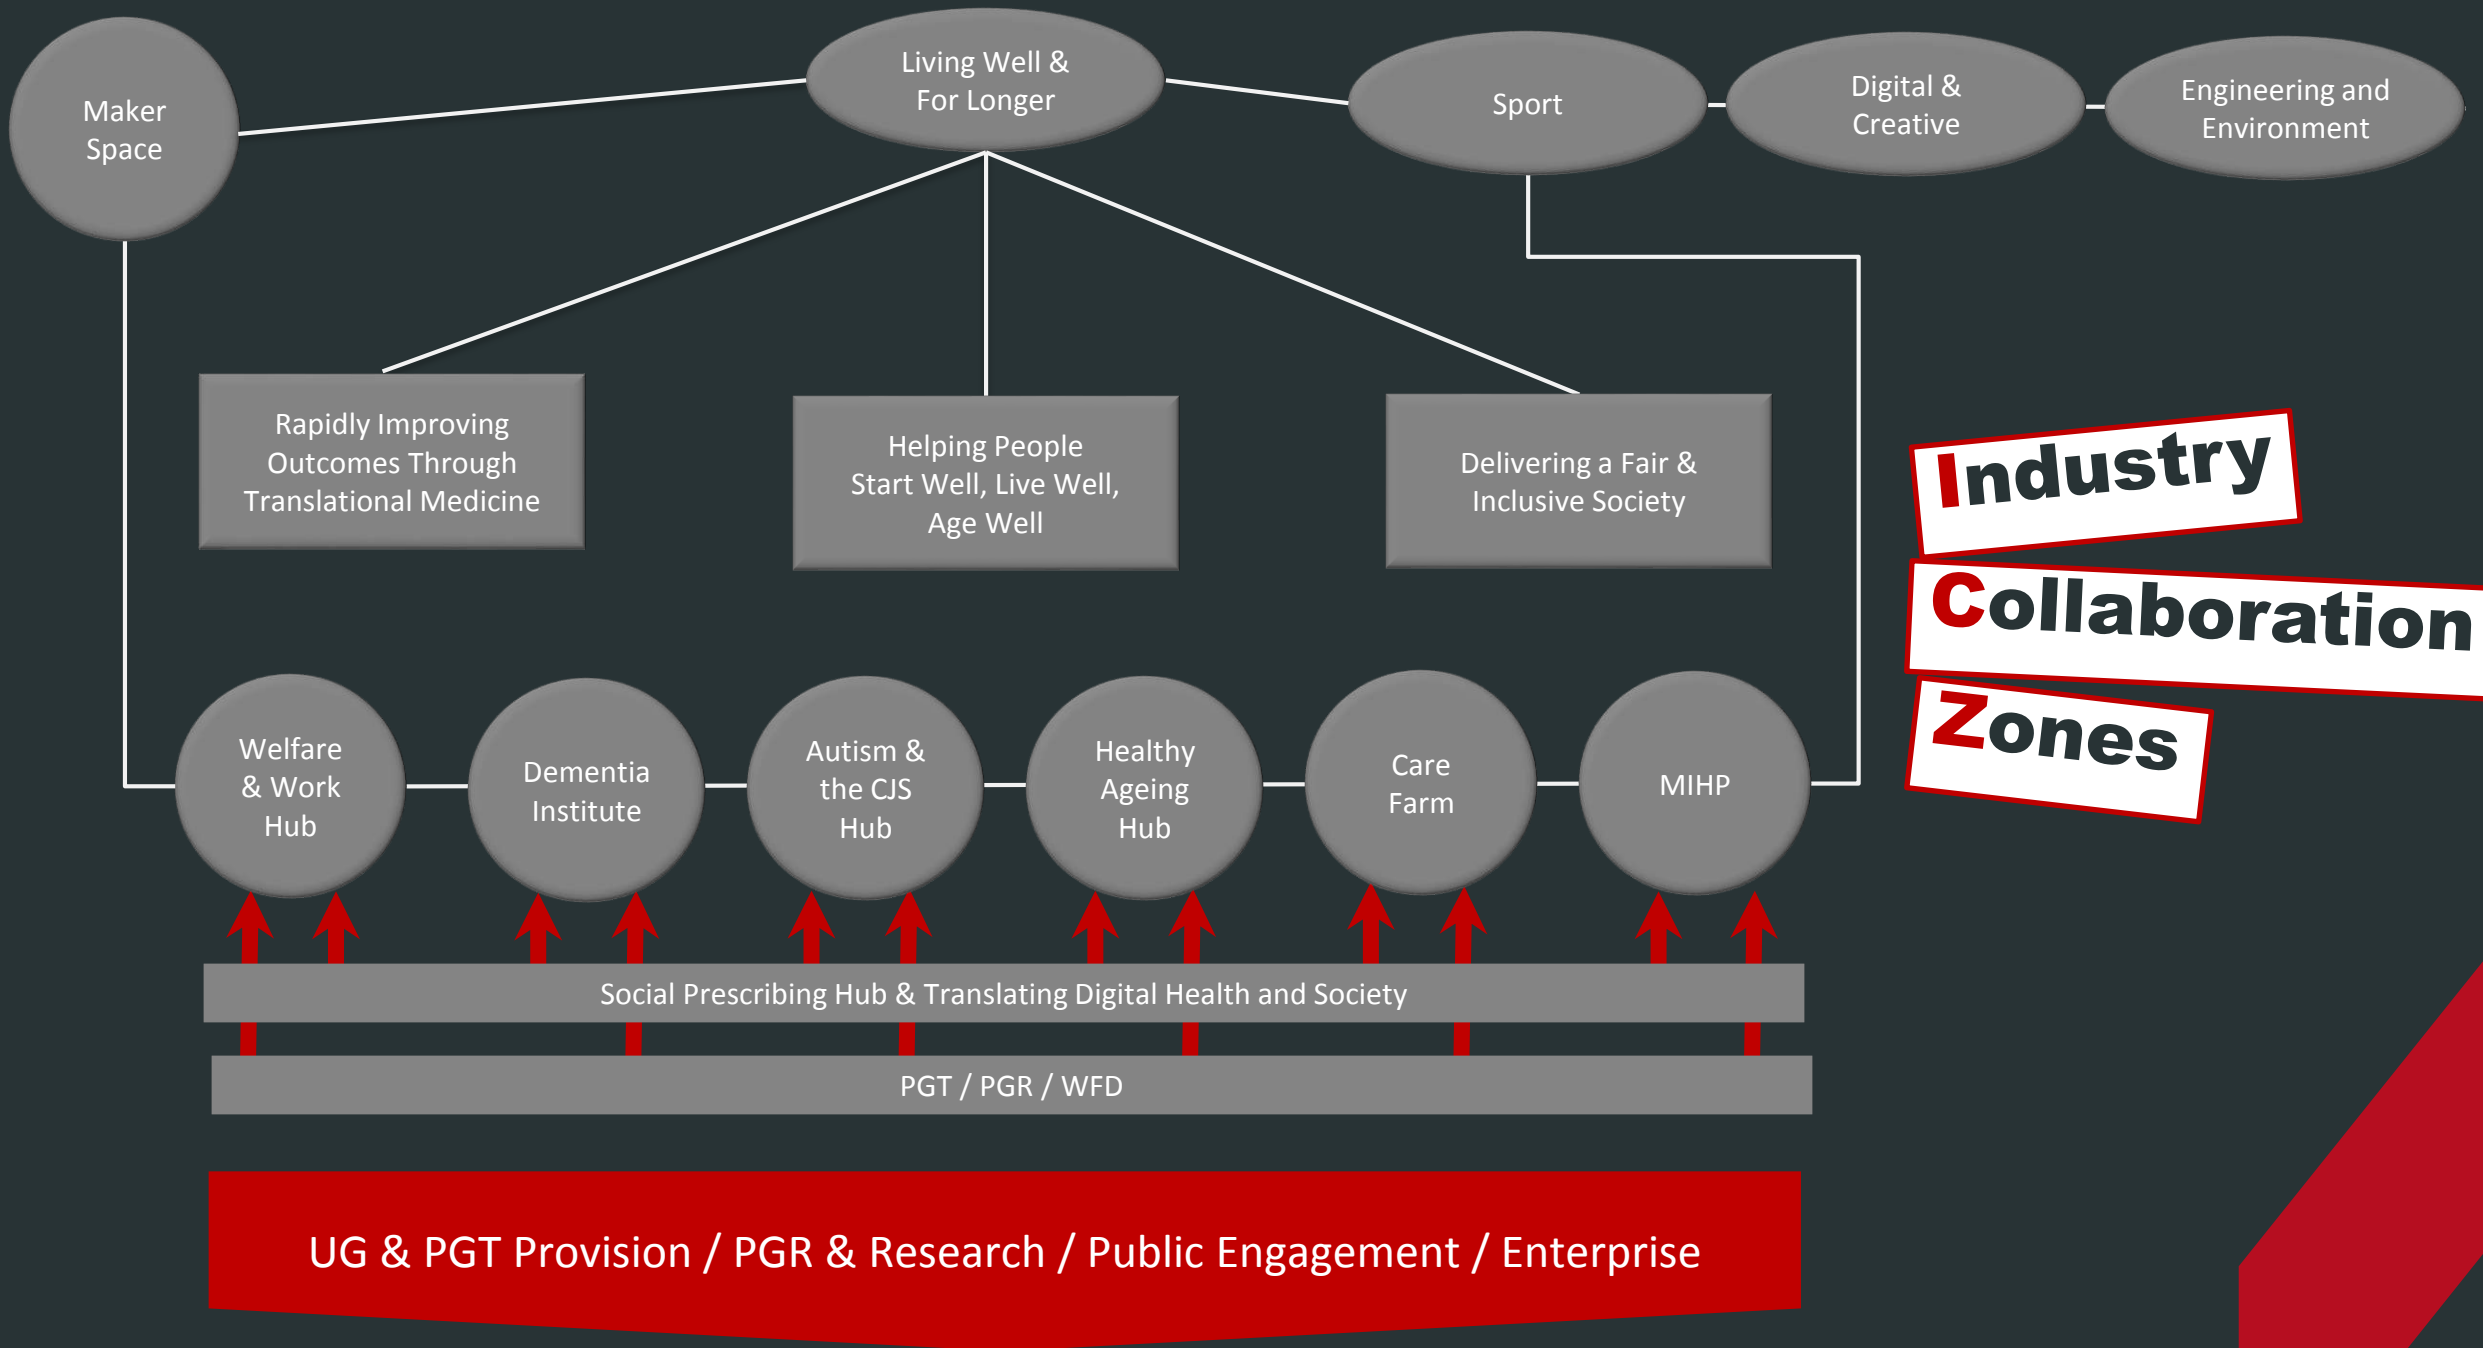 Maker
Space
Living Well &
For Longer
Sport
Digital &
Creative
Engineering and
Environment
Rapidly Improving
Outcomes Through
Translational Medicine
Helping People
Start Well, Live Well,
Age Well
Delivering a Fair &
Inclusive Society
Industry
Collaboration
Zones
Welfare
& Work
Hub
Dementia
Institute
Autism &
the CJS
Hub
Healthy
Ageing
Hub
Care
Farm
MIHP
Social Prescribing Hub & Translating Digital Health and Society
PGT / PGR / WFD
UG & PGT Provision / PGR & Research / Public Engagement / Enterprise